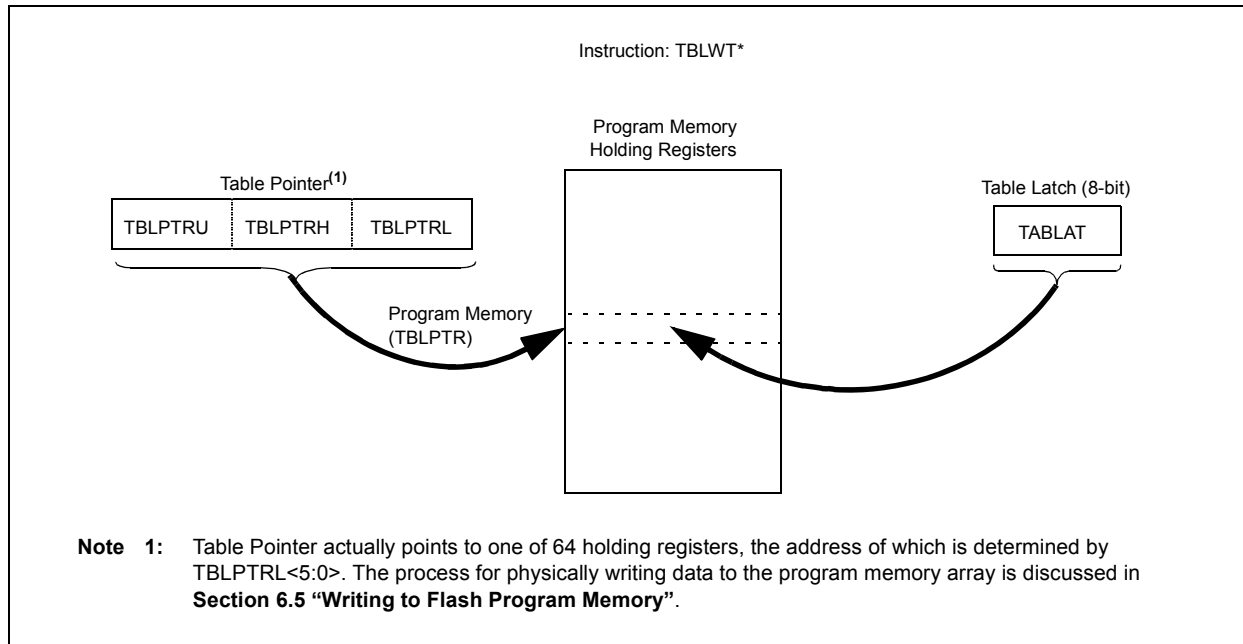 Instruction: TBLWT*
Program Memory
Holding Registers
Table Pointer(1)
Table Latch (8-bit)
TBLPTRU TBLPTRH TBLPTRL
TABLAT
Program Memory
(TBLPTR)
Note 1: Table Pointer actually points to one of 64 holding registers, the address of which is determined by
TBLPTRL<5:0>. The process for physically writing data to the program memory array is discussed in
Section 6.5 “Writing to Flash Program Memory”.